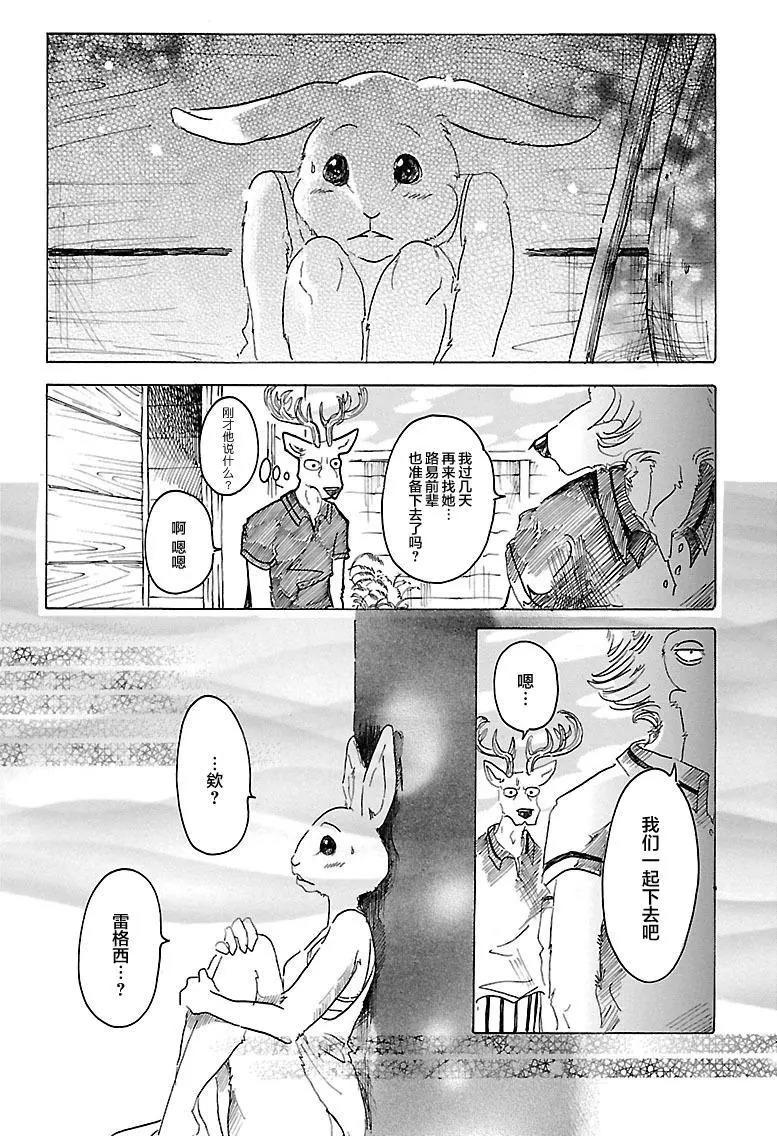 我过几天
再来找她…
路易前辈
也准备下去了吗？
刚才他说什么？
啊 嗯嗯
嗯…
我们一起下去吧
…欸？
雷格西…？